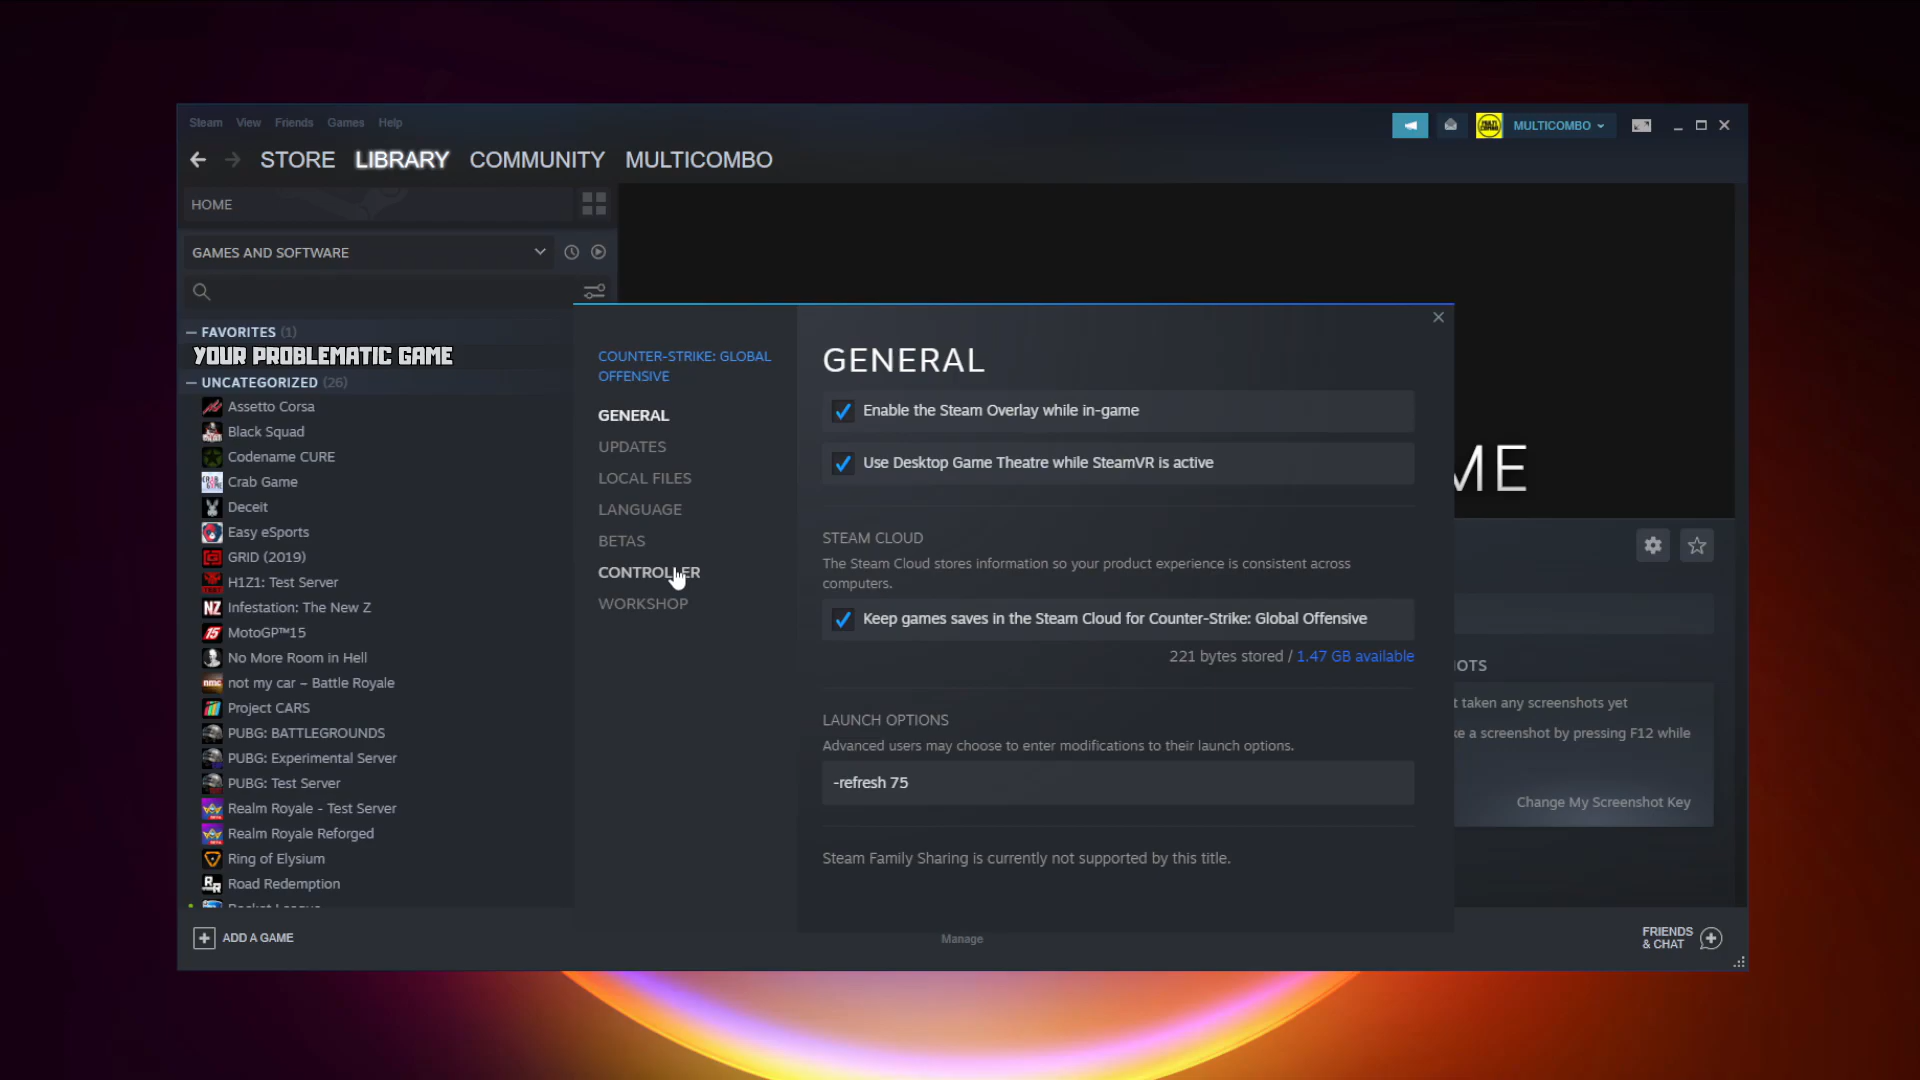 Steam View Friends Games Help
MULTICOMBO
STORE LIBRARY COMMUNITY MULTICOMBO
HOME
GAMES AND SOFTWARE
— FAVORITES (1)
YOUR PROBLEMATIC GAME
— UNCATEGORIZED (26)
Assetto Corsa
Black Squad
Codename CURE
Crab Game
Deceit
Easy eSports
GRID (2019)
H1Z1: Test Server
Infestation: The New Z
MotoGP™15
No More Room in Hell
not my car – Battle Royale
Project CARS
PUBG: BATTLEGROUNDS
PUBG: Experimental Server
PUBG: Test Server
Realm Royale - Test Server
Realm Royale Reforged
Ring of Elysium
Road Redemption
ADD A GAME
COUNTER-STRIKE: GLOBAL
OFFENSIVE
GENERAL
UPDATES
LOCAL FILES
LANGUAGE
BETAS
CONTROLLER
WORKSHOP
GENERAL
Enable the Steam Overlay while in-game
Use Desktop Game Theatre while SteamVR is active
STEAM CLOUD
The Steam Cloud stores information so your product experience is consistent across
computers.
Keep games saves in the Steam Cloud for Counter-Strike: Global Offensive
221 bytes stored / 1.47 GB available
LAUNCH OPTIONS
Advanced users may choose to enter modifications to their launch options.
-refresh 75
Steam Family Sharing is currently not supported by this title.
Manage
ME
OTS
t taken any screenshots yet
ke a screenshot by pressing F12 while
Change My Screenshot Key
FRIENDS
& CHAT